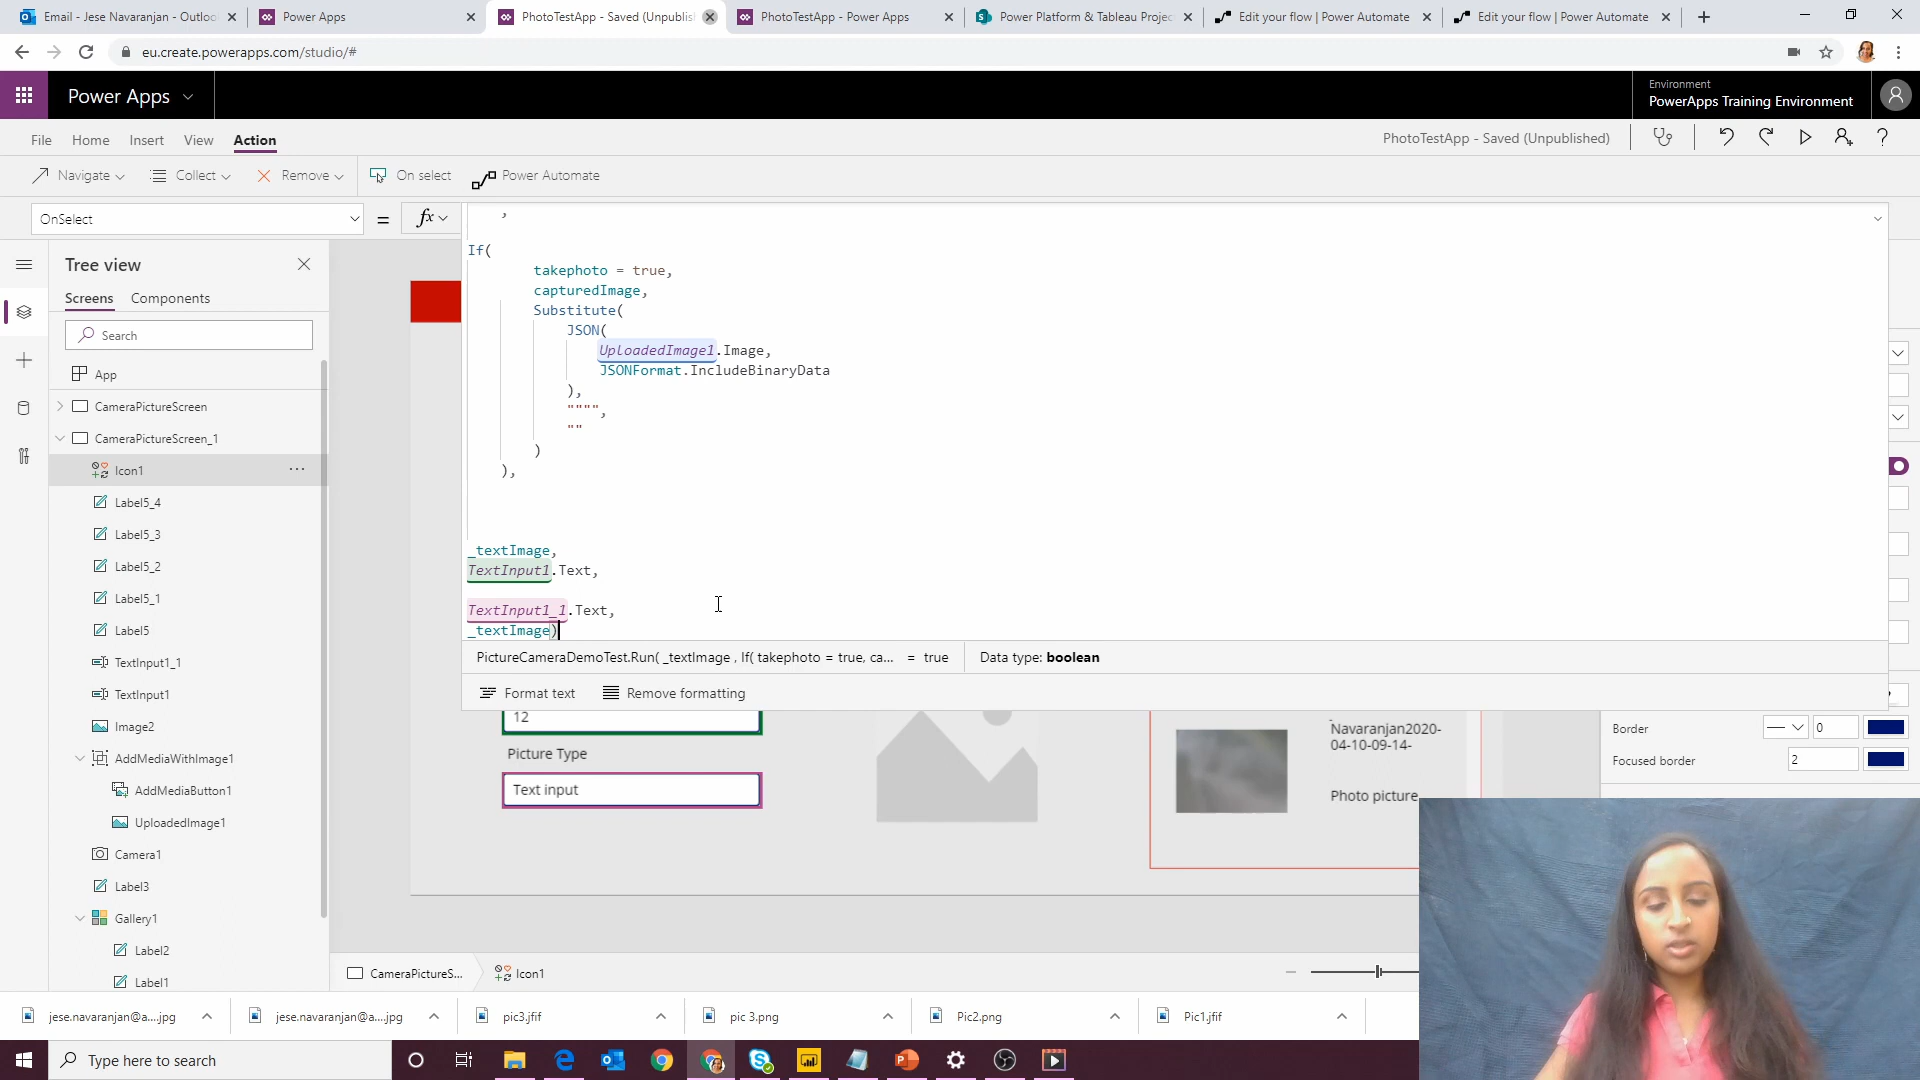 Email - Jese Navaranjan - Outloo
Power Apps
PhotoTestApp - Saved (Unpublis
PhotoTestApp - Power Apps
Power Platform & Tableau Projec
Edit your flow | Power Automate
Edit your flow | Power Automate
eu.create.powerapps.com/studio/#
Power Apps
Environment
PowerApps Training Environment
File Home Insert View Action
PhotoTestApp - Saved (Unpublished)
Navigate Collect Remove On select Power Automate
OnSelect = fx
,
If(
takephoto = true,
capturedImage,
Substitute(
JSON(
UploadedImage1.Image,
JSONFormat.IncludeBinaryData
),
"""",
""
)
),
_textImage,
TextInput1.Text,
TextInput1_1.Text,
_textImage)
PictureCameraDemoTest.Run( _textImage , If( takephoto = true, ca... = true Data type: boolean
Format text Remove formatting
Tree view
Screens Components
Search
App
CameraPictureScreen
CameraPictureScreen_1
Icon1 ...
Label5_4
Label5_3
Label5_2
Label5_1
Label5
TextInput1_1
TextInput1
Image2
AddMediaWithImage1
AddMediaButton1
UploadedImage1
Camera1
Label3
Gallery1
Label2
Label1
12
Picture Type
Text input
Navaranjan2020-
04-10-09-14-
Photo picture
Border 0
Focused border 2
CameraPictureS... Icon1
jese.navaranjan@a....jpg
jese.navaranjan@a....jpg
pic3.jfif
pic 3.png
Pic2.png
Pic1.jfif
Type here to search